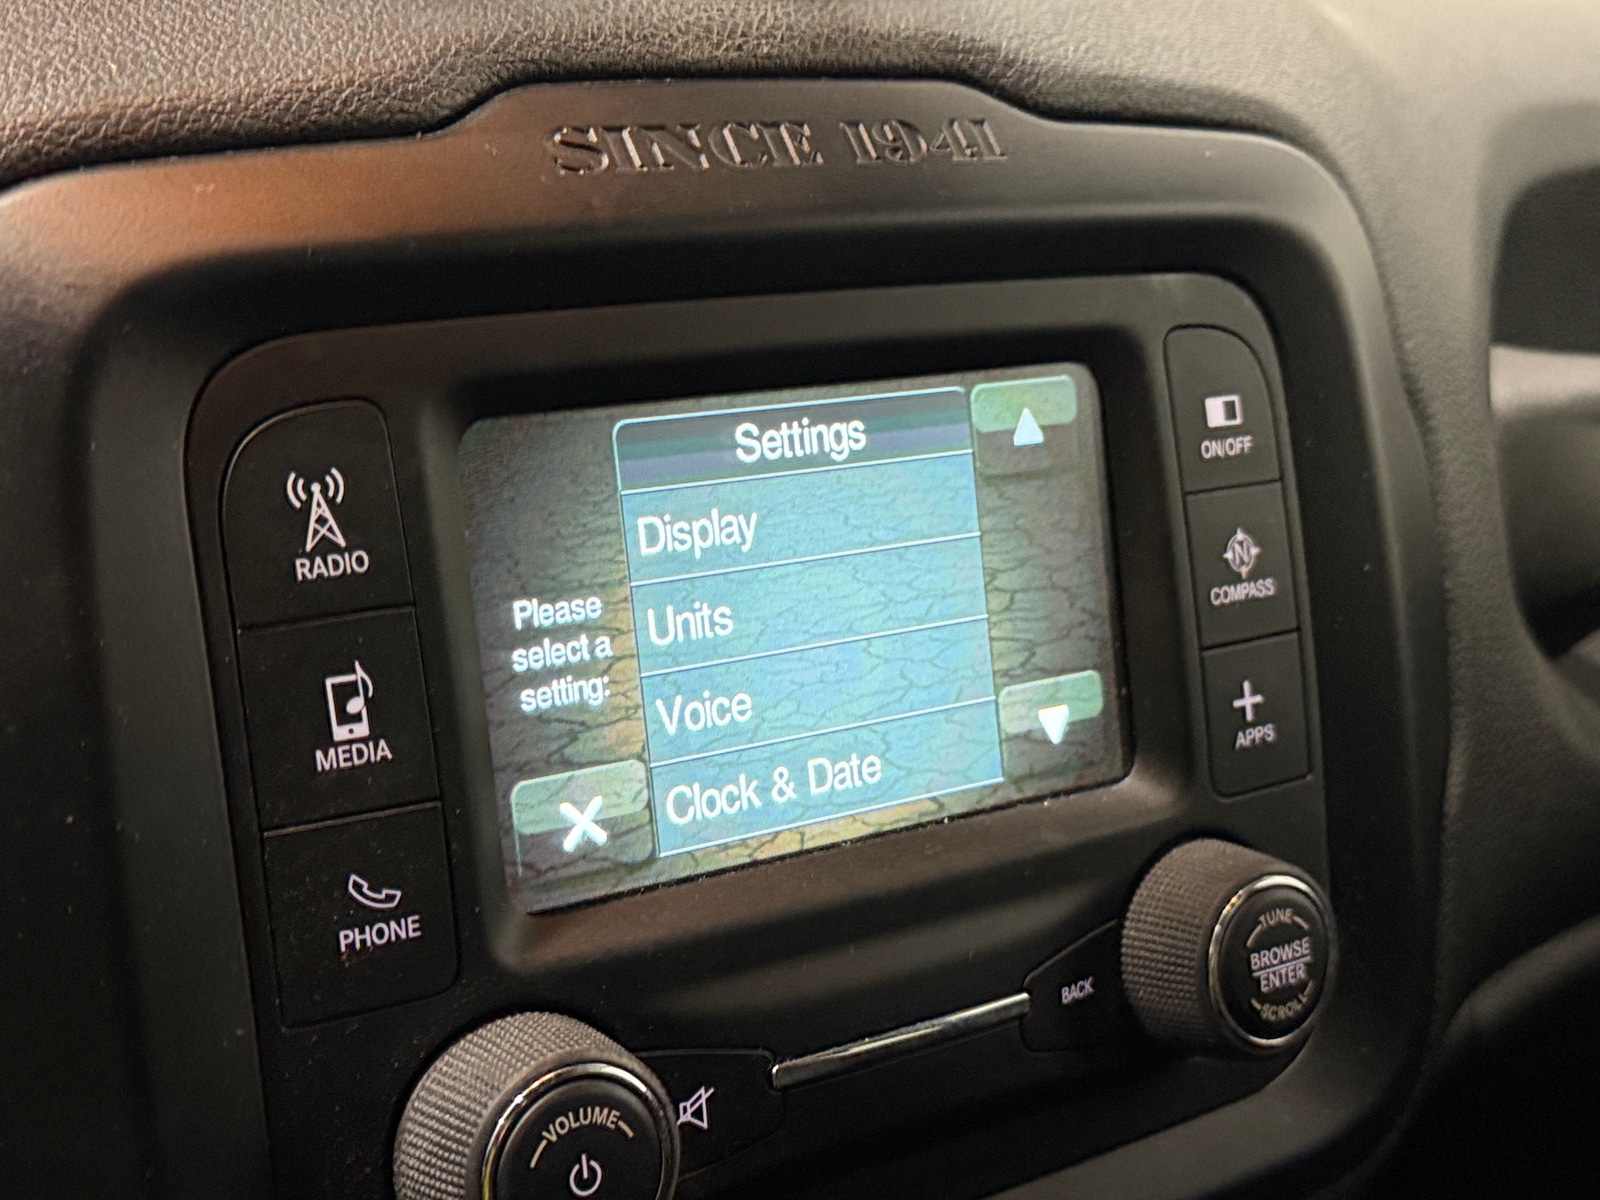 SINCE 1941
RADIO
MEDIA
PHONE
Settings
Display
Units
Voice
Clock & Date
Please
select a
setting:
ON/OFF
N
COMPASS
APPS
BACK
TUNE
BROWSE
ENTER
SCROLL
VOLUME